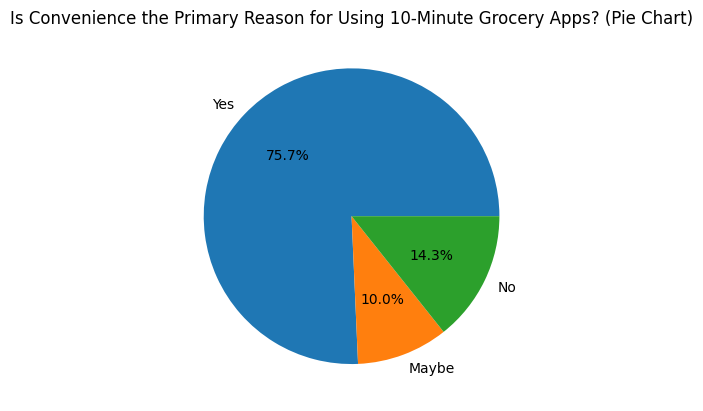 Is Convenience the Primary Reason for Using 10-Minute Grocery Apps? (Pie Chart)
Yes
75.7%
14.3%
No
10.0%
Maybe